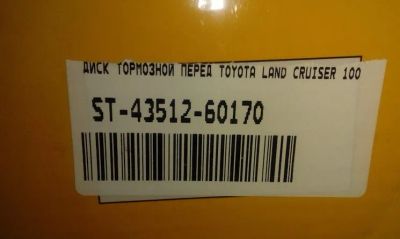 ДИСК ТОРМОЗНОЙ ПЕРЕД TOYOTA LAND CRUISER 100
ST-43512-60170